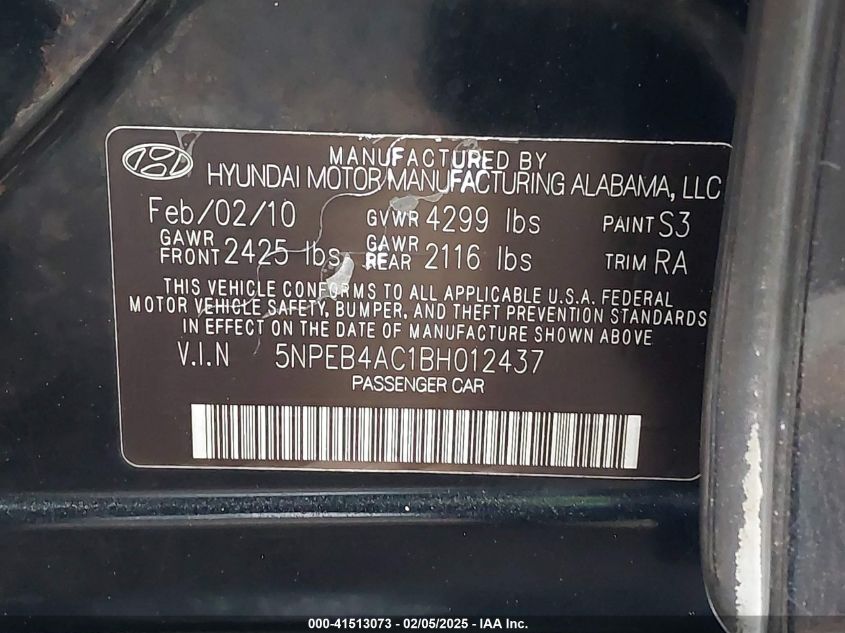 MANUFACTURED BY
HYUNDAI MOTOR MANUFACTURING ALABAMA, LLC
Feb/02/10 GVWR 4299 lbs PAINT S3
GAWR FRONT 2425 lbs GAWR REAR 2116 lbs TRIM RA
THIS VEHICLE CONFORMS TO ALL APPLICABLE U.S.A. FEDERAL
MOTOR VEHICLE SAFETY, BUMPER, AND THEFT PREVENTION STANDARDS
IN EFFECT ON THE DATE OF MANUFACTURE SHOWN ABOVE
V.I.N 5NPEB4AC1BH012437
PASSENGER CAR
000-41513073 - 02/05/2025 - IAA Inc.